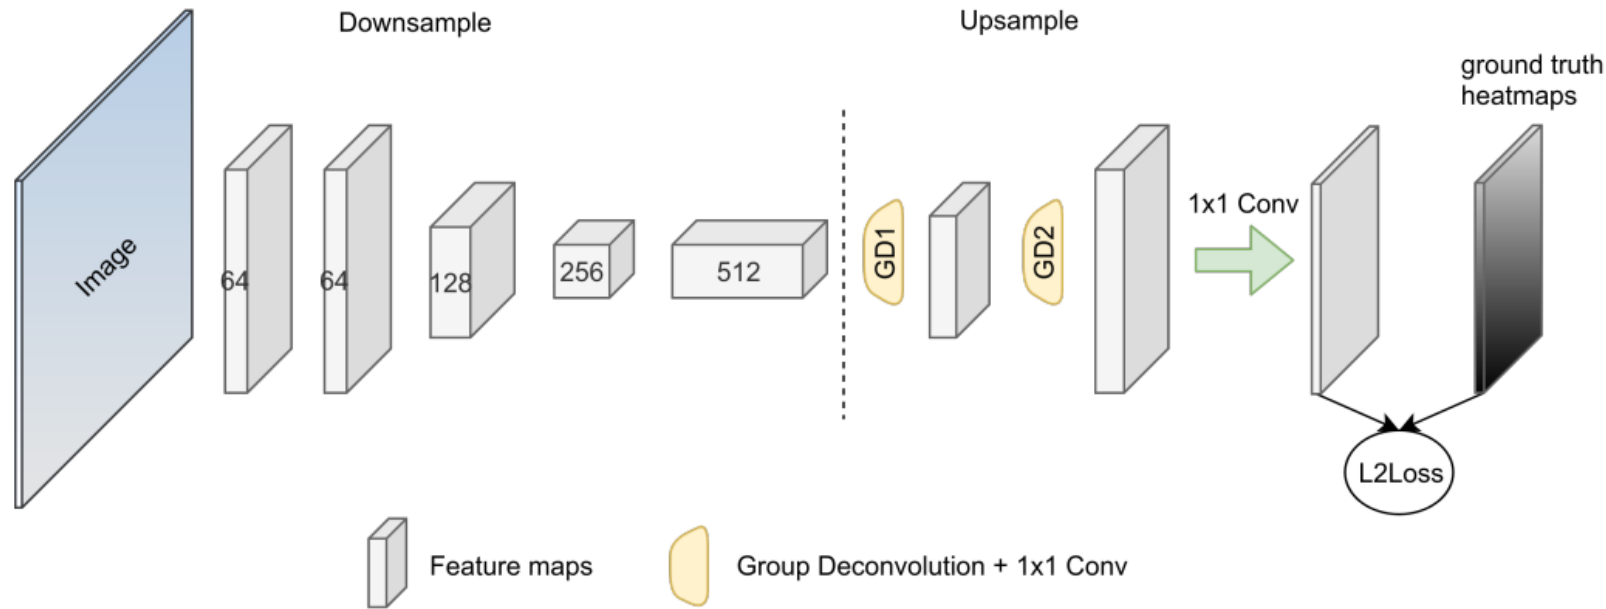 Downsample
Upsample
ground truth
heatmaps
Image
64
64
128
256
512
GD1
GD2
1x1 Conv
L2Loss
Feature maps
Group Deconvolution + 1x1 Conv